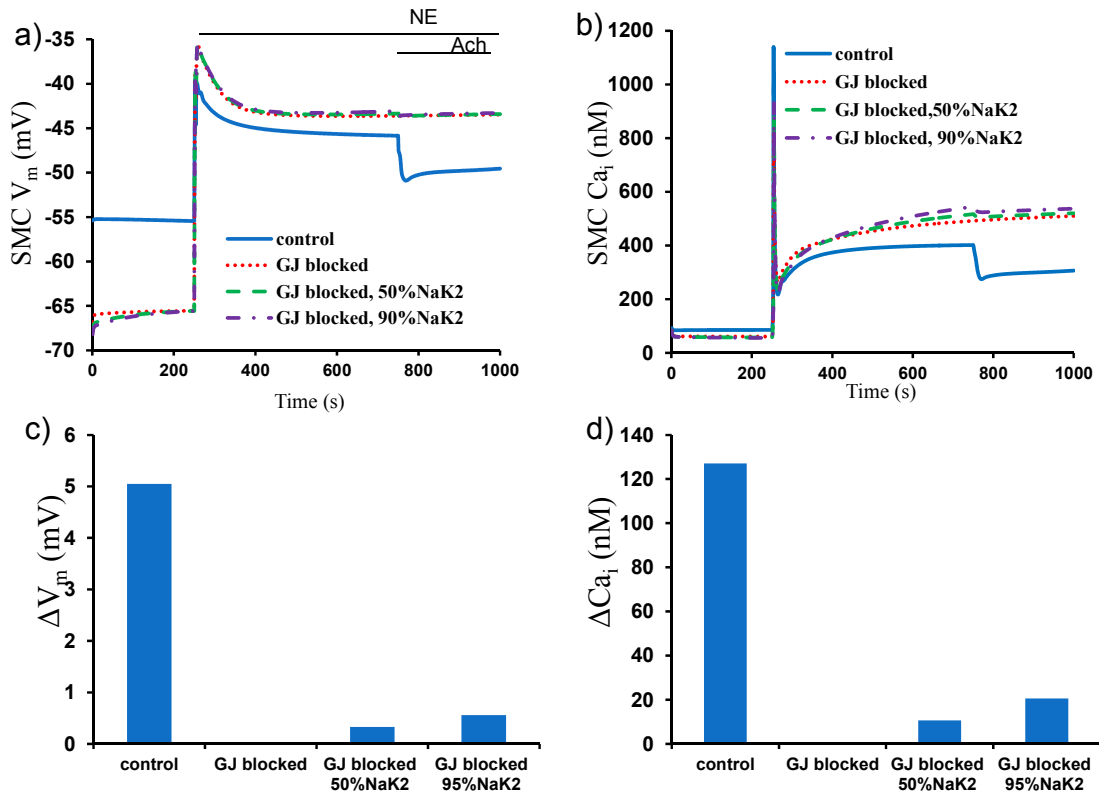 a)
NE
Ach
-35
-40
-45
-50
-55
-60
-65
-70
SMC Vm (mV)
control
GJ blocked
GJ blocked, 50%NaK2
GJ blocked, 90%NaK2
0 200 400 600 800 1000
Time (s)
b)
1200
1000
800
600
400
200
0
SMC Cai (nM)
control
GJ blocked
GJ blocked,50%NaK2
GJ blocked, 90%NaK2
0 200 400 600 800 1000
Time (s)
c)
6
5
4
3
2
1
0
ΔVm (mV)
control GJ blocked GJ blocked GJ blocked
50%NaK2 95%NaK2
d)
140
120
100
80
60
40
20
0
ΔCai (nM)
control GJ blocked GJ blocked GJ blocked
50%NaK2 95%NaK2